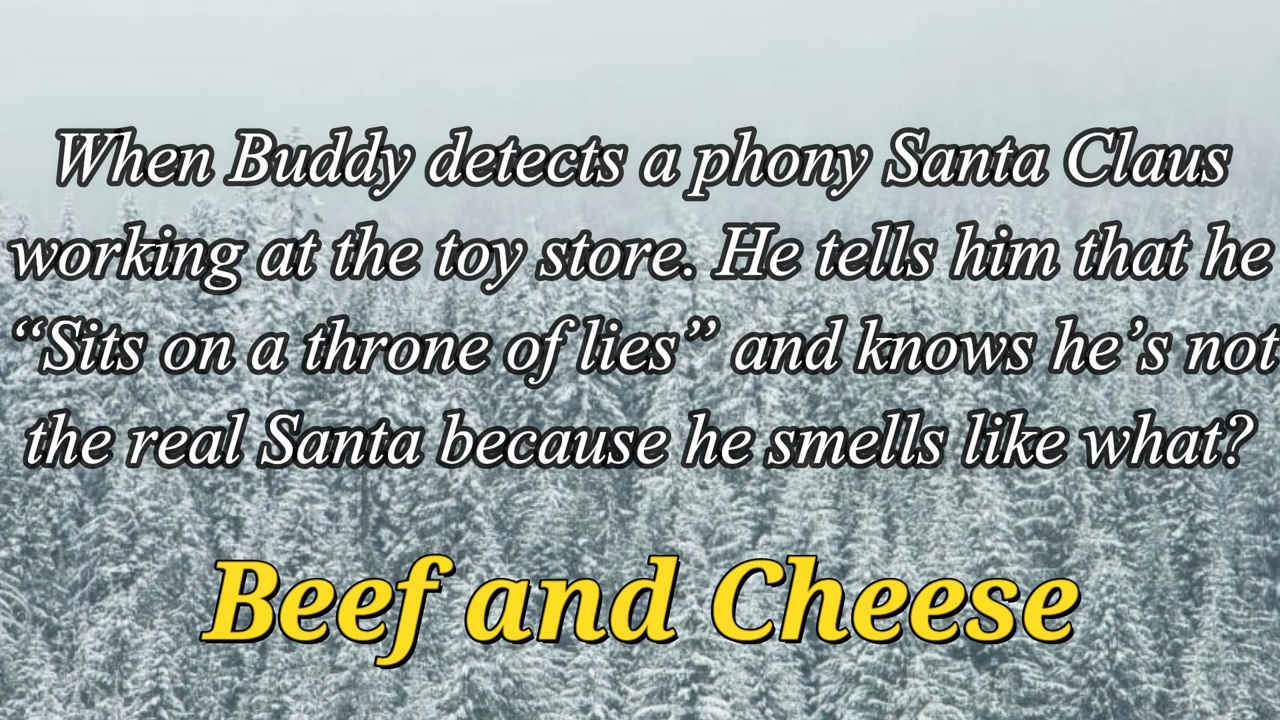 When Buddy detects a phony Santa Claus
working at the toy store. He tells him that he
“Sits on a throne of lies” and knows he’s not
the real Santa because he smells like what?
Beef and Cheese